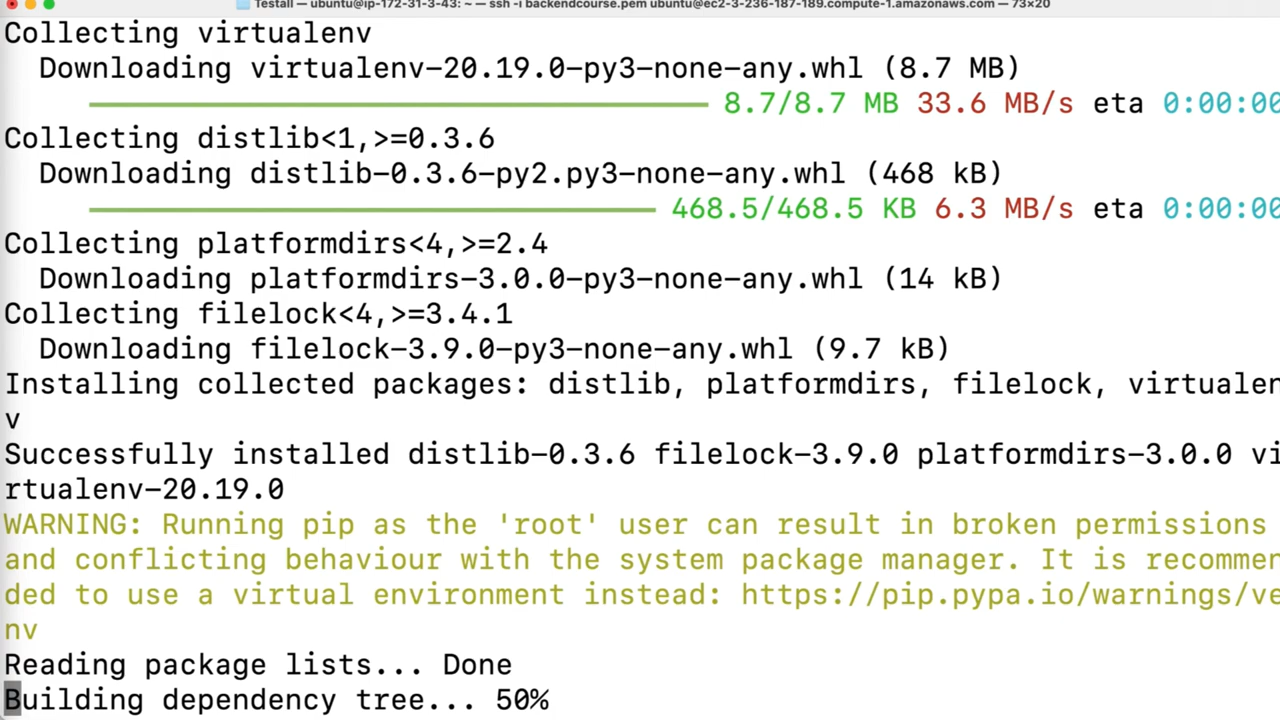 Testall — ubuntu@ip-172-31-3-43: ~ — ssh -i backendcourse.pem ubuntu@ec2-3-236-187-189.compute-1.amazonaws.com — 73×20
Collecting virtualenv
Downloading virtualenv-20.19.0-py3-none-any.whl (8.7 MB)
8.7/8.7 MB 33.6 MB/s eta 0:00:00
Collecting distlib<1,>=0.3.6
Downloading distlib-0.3.6-py2.py3-none-any.whl (468 kB)
468.5/468.5 KB 6.3 MB/s eta 0:00:00
Collecting platformdirs<4,>=2.4
Downloading platformdirs-3.0.0-py3-none-any.whl (14 kB)
Collecting filelock<4,>=3.4.1
Downloading filelock-3.9.0-py3-none-any.whl (9.7 kB)
Installing collected packages: distlib, platformdirs, filelock, virtualen
v
Successfully installed distlib-0.3.6 filelock-3.9.0 platformdirs-3.0.0 vi
rtualenv-20.19.0
WARNING: Running pip as the 'root' user can result in broken permissions
and conflicting behaviour with the system package manager. It is recommen
ded to use a virtual environment instead: https://pip.pypa.io/warnings/ve
nv
Reading package lists... Done
Building dependency tree... 50%